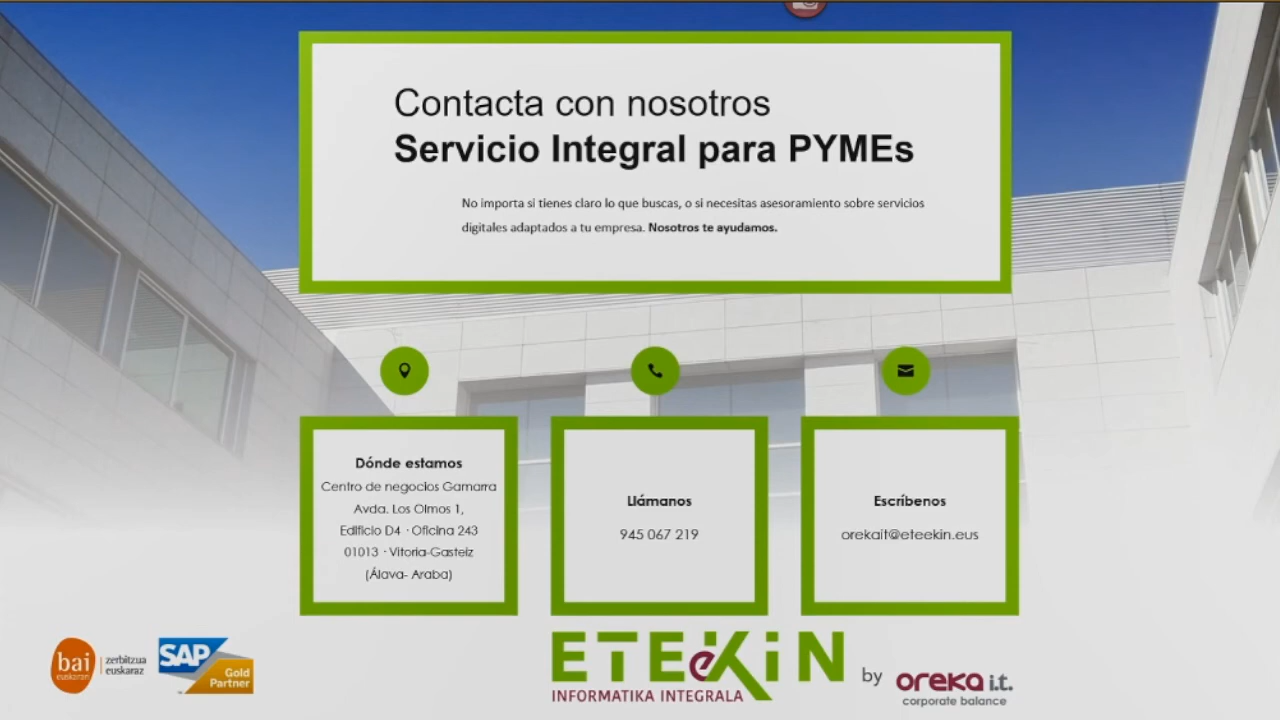 Contacta con nosotros
Servicio Integral para PYMEs
No importa si tienes claro lo que buscas, o si necesitas asesoramiento sobre servicios
digitales adaptados a tu empresa. Nosotros te ayudamos.
Dónde estamos
Centro de negocios Gamarra
Avda. Los Olmos 1,
Edificio D4 · Oficina 243
01013 · Vitoria-Gasteiz
(Álava- Araba)
Llámanos
945 067 219
Escríbenos
orekait@eteekin.eus
bai
euskarari
zerbitzua
euskaraz
SAP
Gold
Partner
ETEeKiN
INFORMATIKA INTEGRALA
by
oreka i.t.
corporate balance